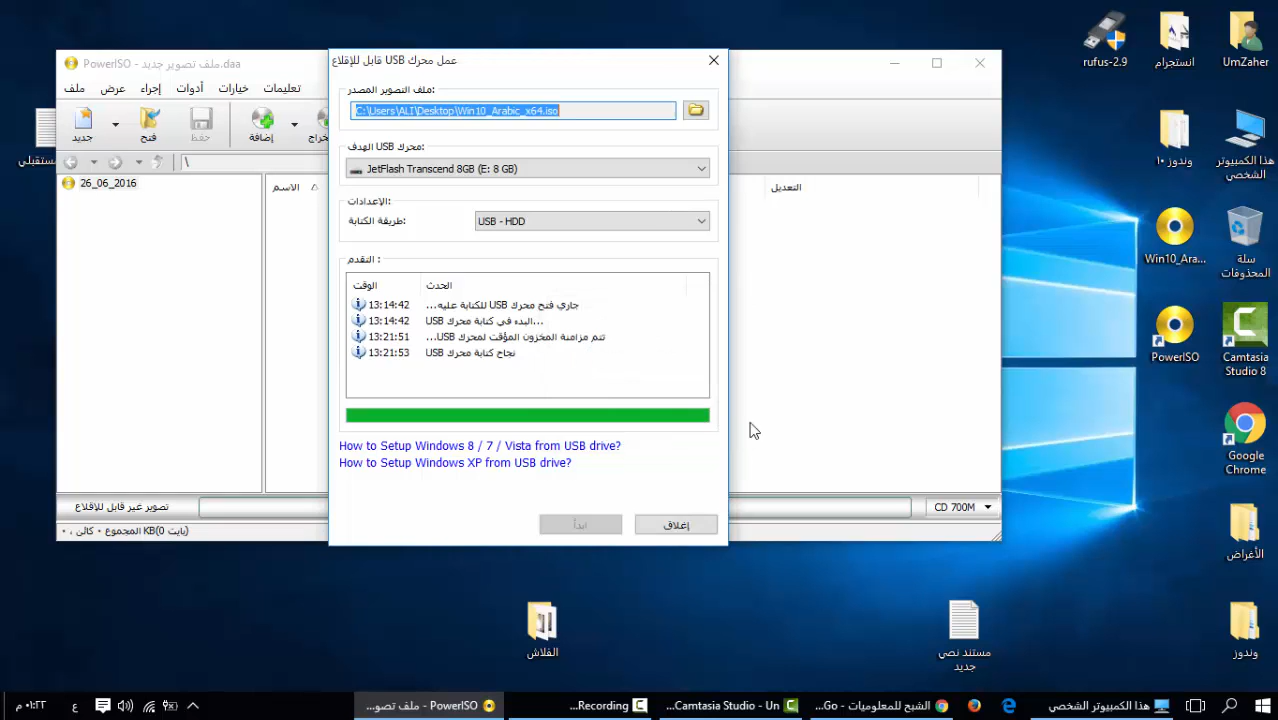 ملف تصوير جديد - PowerISO.daa
ملف
عرض
إجراء
أدوات
خيارات
تعليمات
جديد
فتح
حفظ
إضافة
\
26_06_2016
الاسم
التعديل
تصوير غير قابل للإقلاع
CD 700M
عمل محرك USB قابل للإقلاع
ملف التصوير المصدر:
C:\Users\ALI\Desktop\Win10_Arabic_x64.iso
محرك USB الهدف:
JetFlash Transcend 8GB (E: 8 GB)
الإعدادات:
طريقة الكتابة:
USB - HDD
التقدم :
الوقت
الحدث
13:14:42 جاري فتح محرك USB للكتابة عليه...
13:14:42 البدء في كتابة محرك USB...
13:21:51 تتم مزامنة المخزون المؤقت لمحرك USB...
13:21:53 نجاح كتابة محرك USB
How to Setup Windows 8 / 7 / Vista from USB drive?
How to Setup Windows XP from USB drive?
ابدأ
إغلاق
rufus-2.9
انستجرام
UmZaher
وندوز ١٠
هذا الكمبيوتر الشخصي
Win10_Ara...
سلة المحذوفات
PowerISO
Camtasia Studio 8
Google Chrome
الأغراض
وندوز
مستند نصي جديد
الفلاش
هذا الكمبيوتر الشخصي
الشيح للمعلوميات - Go...
Camtasia Studio - Un...
Recording...
PowerISO - ملف تصو...
ع
٠١:٢٢ م